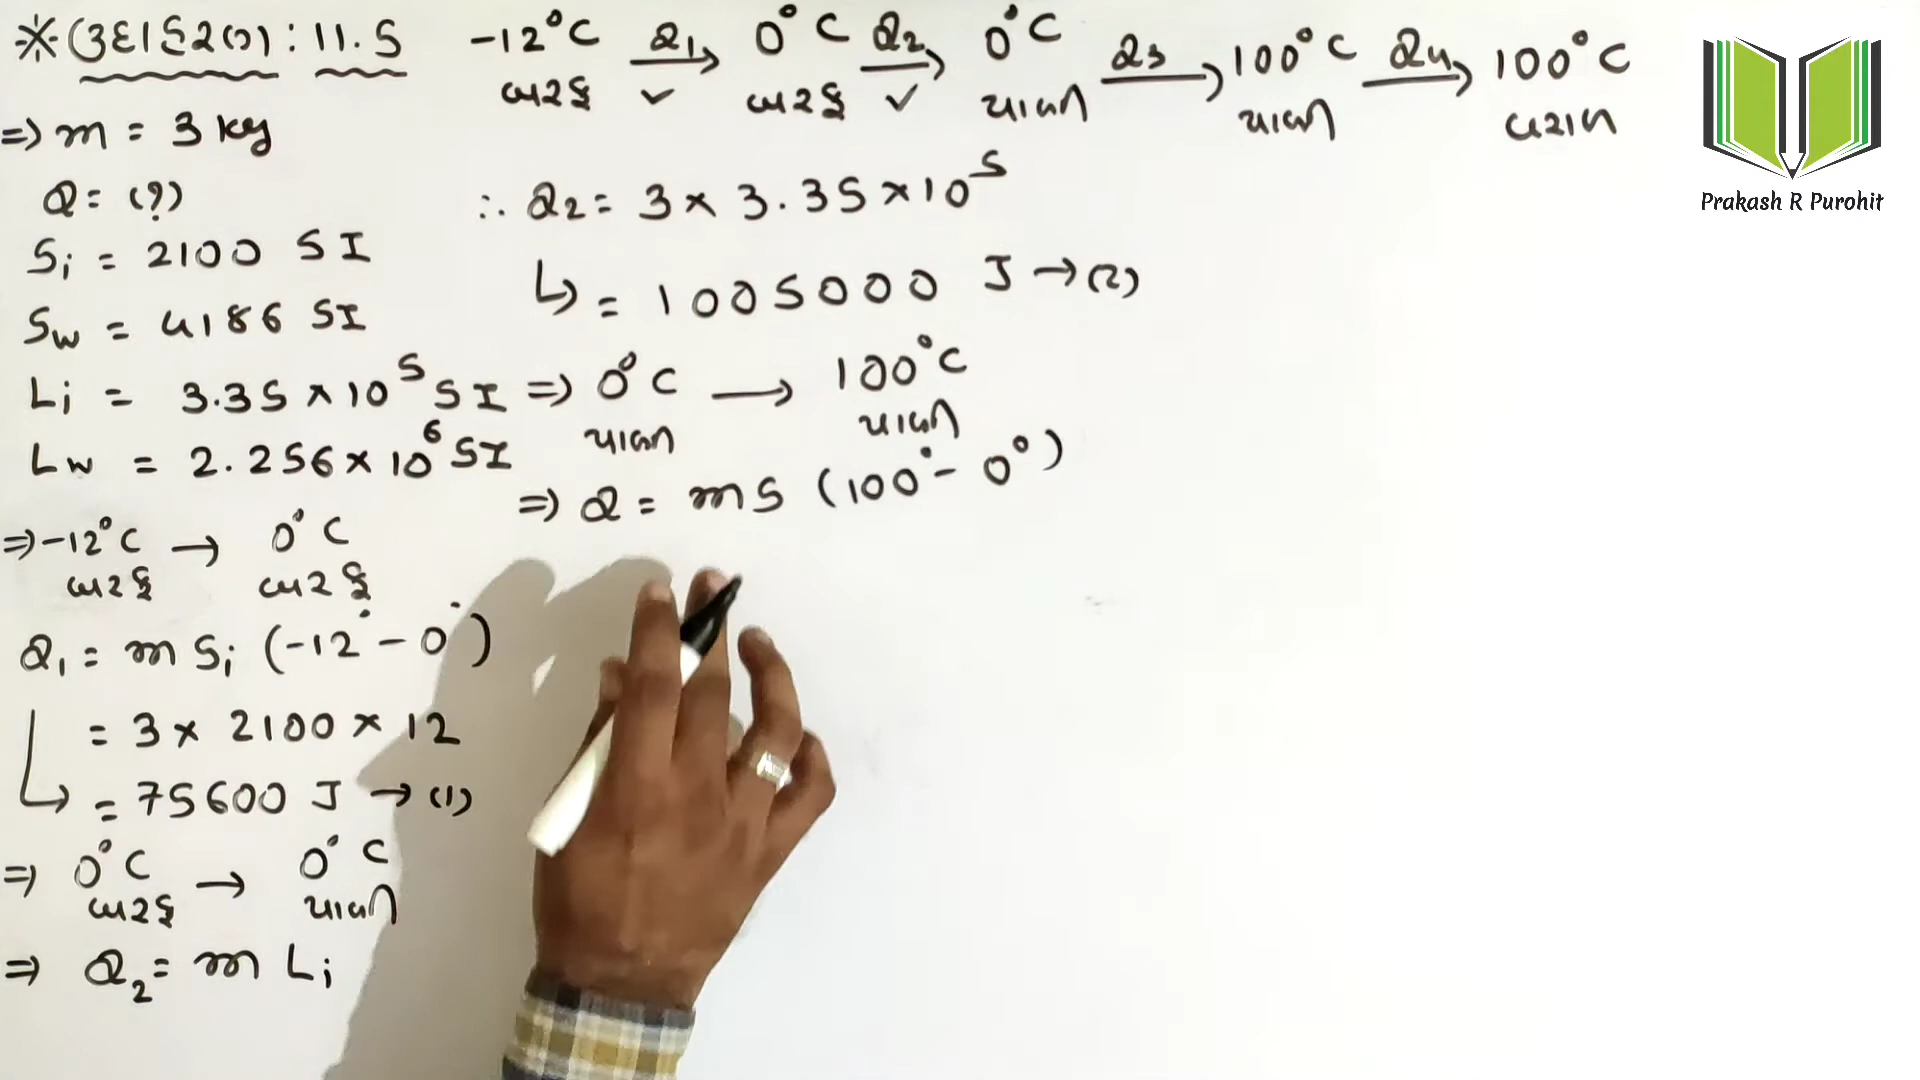 ※ ઉદાહરણ : 11.5
-12°C Q1→ 0°C Q2→ 0°C Q3→ 100°C Q4→ 100°C
બરફ ✓ બરફ ✓ પાણી પાણી વરાળ
⇒ m = 3 kg
Q = (?)
Si = 2100 SI
Sw = 4186 SI
Li = 3.35 × 10^5 SI
Lw = 2.256 × 10^6 SI
⇒ -12°C → 0°C
બરફ બરફ
Q1 = m Si (-12° - 0°)
= 3 × 2100 × 12
↳ = 75600 J → (1)
⇒ 0°C → 0°C
બરફ પાણી
⇒ Q2 = m Li
∴ Q2 = 3 × 3.35 × 10^5
↳ = 1005000 J → (2)
⇒ 0°C → 100°C
પાણી પાણી
⇒ Q = mS (100° - 0°)
Prakash R Purohit